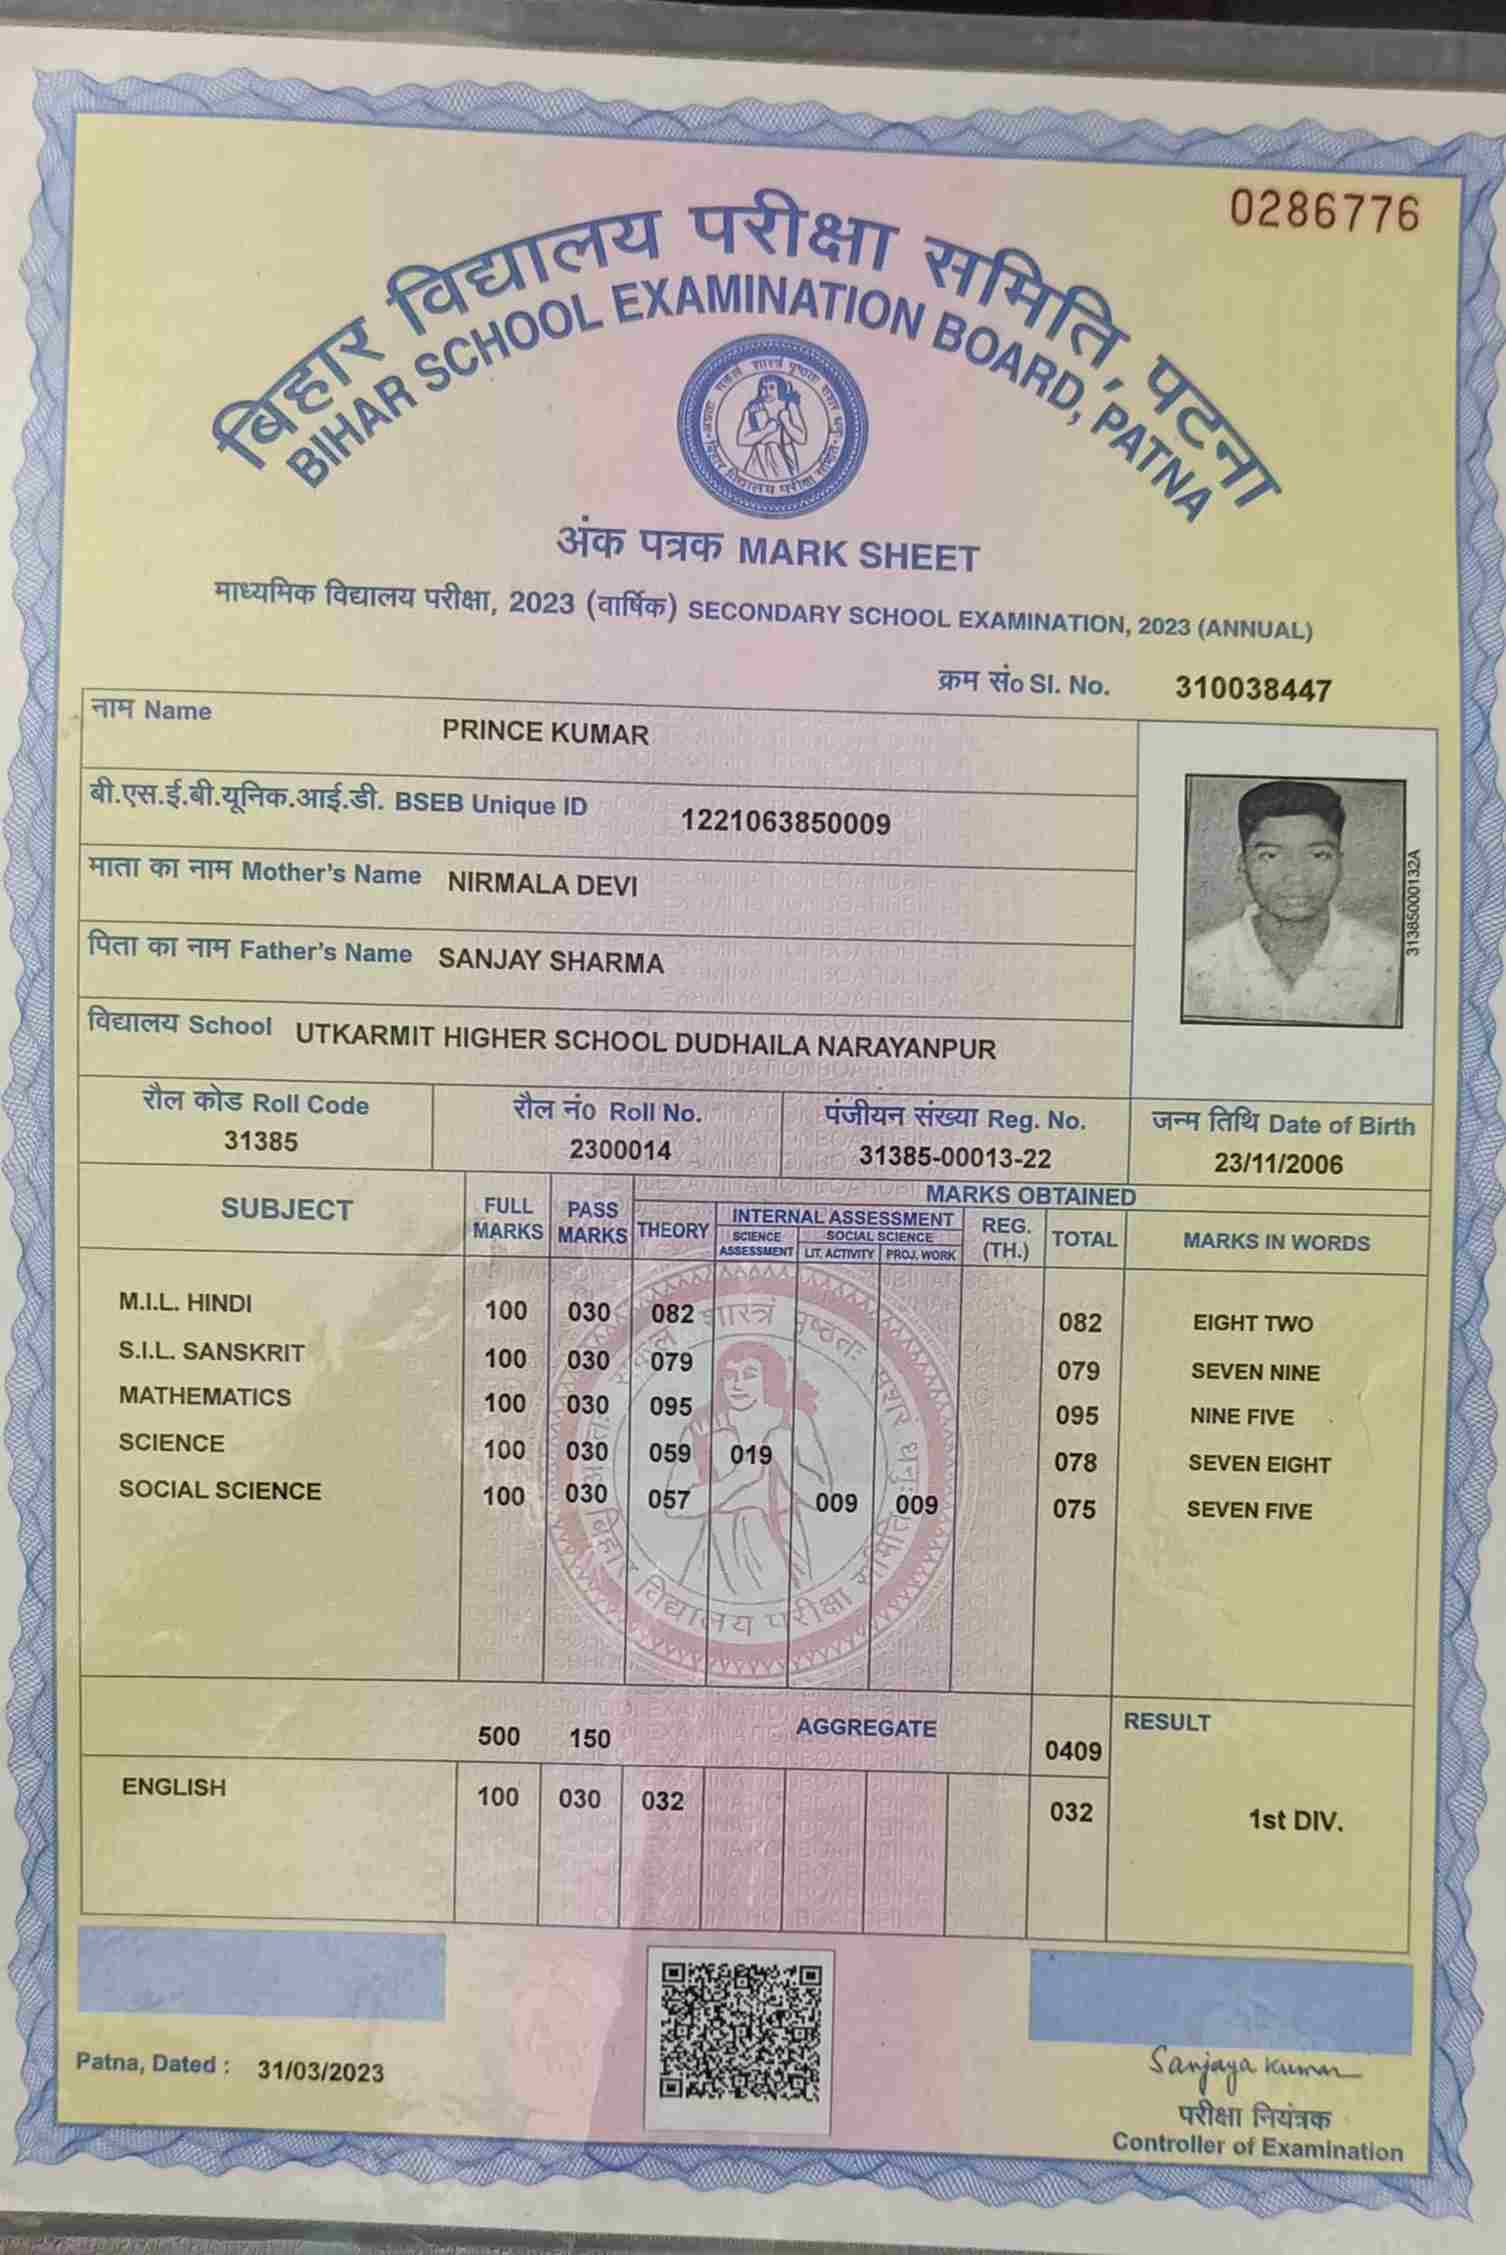 0286776
बिहार विद्यालय परीक्षा समिति, पटना
BIHAR SCHOOL EXAMINATION BOARD, PATNA
बिहार विद्यालय परीक्षा समिति
अंक पत्रक MARK SHEET
माध्यमिक विद्यालय परीक्षा, 2023 (वार्षिक) SECONDARY SCHOOL EXAMINATION, 2023 (ANNUAL)
क्रम सं० Sl. No. 310038447
नाम Name PRINCE KUMAR
बी.एस.ई.बी.यूनिक.आई.डी. BSEB Unique ID 1221063850009
माता का नाम Mother's Name NIRMALA DEVI
पिता का नाम Father's Name SANJAY SHARMA
31385000132A
विद्यालय School UTKARMIT HIGHER SCHOOL DUDHAILA NARAYANPUR
रौल कोड Roll Code रौल नं० Roll No. पंजीयन संख्या Reg. No. जन्म तिथि Date of Birth
31385 2300014 31385-00013-22 23/11/2006
SUBJECT FULL MARKS PASS MARKS THEORY MARKS OBTAINED
INTERNAL ASSESSMENT REG. (TH.) TOTAL MARKS IN WORDS
SCIENCE ASSESSMENT SOCIAL SCIENCE
LIT. ACTIVITY PROJ. WORK
M.I.L. HINDI 100 030 082 082 EIGHT TWO
S.I.L. SANSKRIT 100 030 079 079 SEVEN NINE
MATHEMATICS 100 030 095 095 NINE FIVE
SCIENCE 100 030 059 019 078 SEVEN EIGHT
SOCIAL SCIENCE 100 030 057 009 009 075 SEVEN FIVE
बिहार विद्यालय परीक्षा समिति
500 150 AGGREGATE 0409 RESULT
ENGLISH 100 030 032 032 1st DIV.
Patna, Dated : 31/03/2023
Sanjaya Kumar
परीक्षा नियंत्रक
Controller of Examination